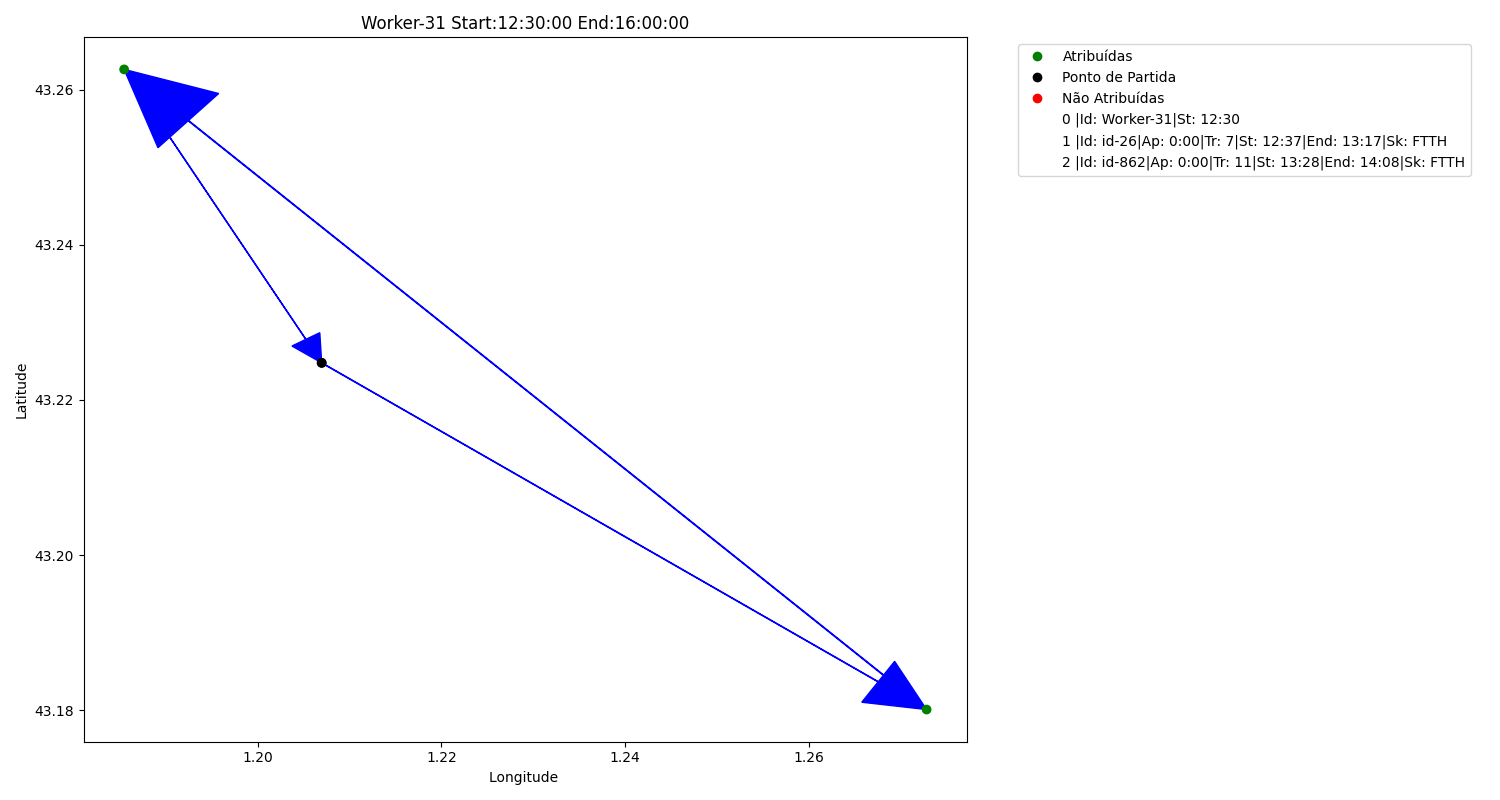 Worker-31 Start:12:30:00 End:16:00:00
Atribuídas
Ponto de Partida
Não Atribuídas
0 |Id: Worker-31|St: 12:30
1 |Id: id-26|Ap: 0:00|Tr: 7|St: 12:37|End: 13:17|Sk: FTTH
2 |Id: id-862|Ap: 0:00|Tr: 11|St: 13:28|End: 14:08|Sk: FTTH
43.26
43.24
43.22
43.20
43.18
Latitude
1.20
1.22
1.24
1.26
Longitude